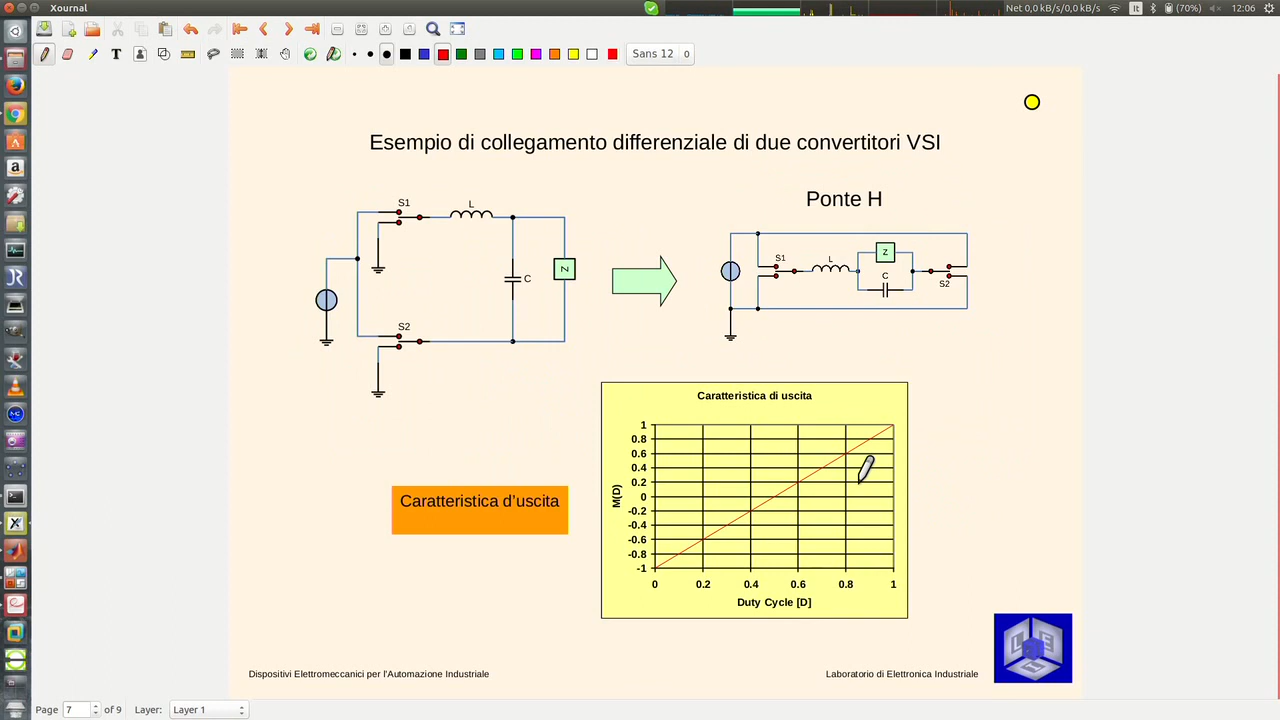 Xournal
Net 0,0 kB/s/0,0 kB/s
It
(70%)
12:06
Sans 12
0
Esempio di collegamento differenziale di due convertitori VSI
Ponte H
S1
L
C
Z
S2
S1
L
Z
C
S2
Caratteristica di uscita
1
0.8
0.6
0.4
0.2
0
-0.2
-0.4
-0.6
-0.8
-1
M(D)
0 0.2 0.4 0.6 0.8 1
Duty Cycle [D]
Caratteristica d'uscita
Dispositivi Elettromeccanici per l'Automazione Industriale
Laboratorio di Elettronica Industriale
Page 7 of 9 Layer: Layer 1